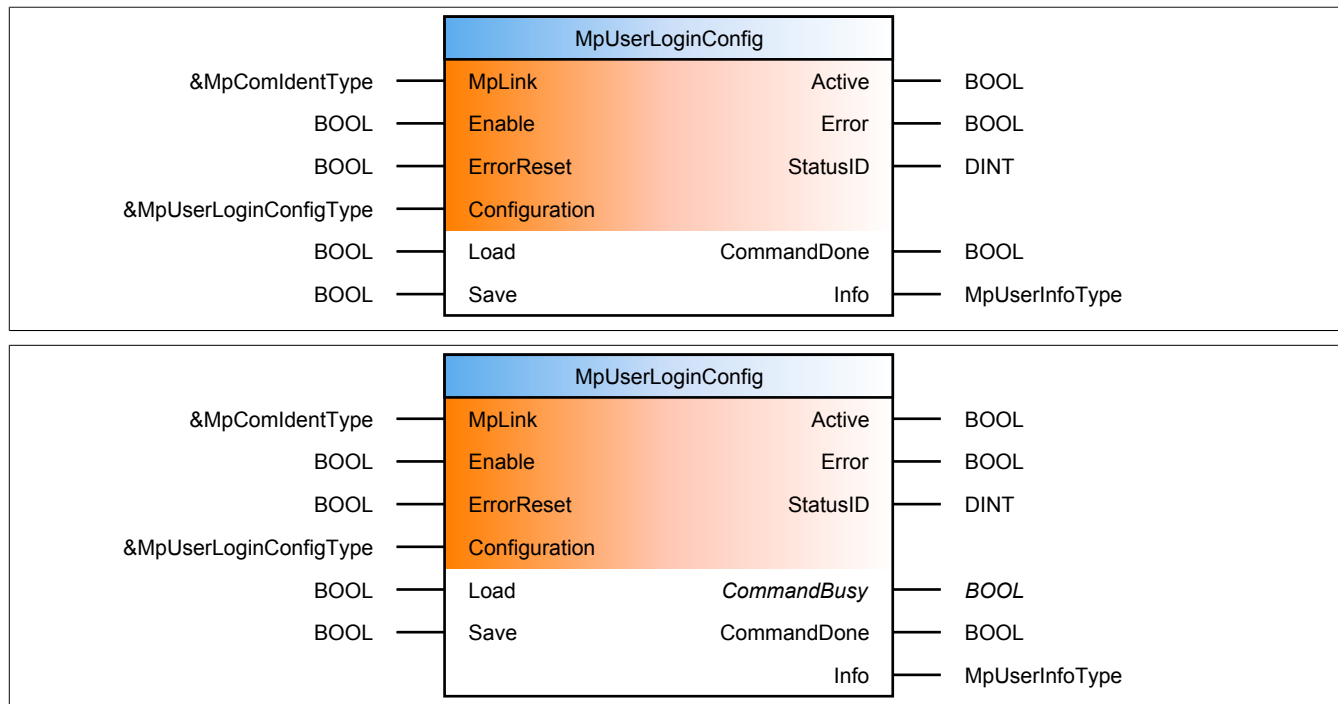 MpUserLoginConfig
&MpComIdentType MpLink Active BOOL
BOOL Enable Error BOOL
BOOL ErrorReset StatusID DINT
&MpUserLoginConfigType Configuration
BOOL Load CommandDone BOOL
BOOL Save Info MpUserInfoType
MpUserLoginConfig
&MpComIdentType MpLink Active BOOL
BOOL Enable Error BOOL
BOOL ErrorReset StatusID DINT
&MpUserLoginConfigType Configuration
BOOL Load CommandBusy BOOL
BOOL Save CommandDone BOOL
Info MpUserInfoType